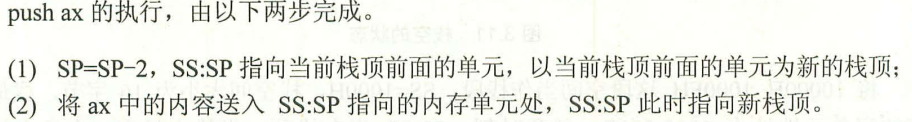 push ax 的执行，由以下两步完成。
(1) SP=SP-2，SS:SP 指向当前栈顶前面的单元，以当前栈顶前面的单元为新的栈顶；
(2) 将 ax 中的内容送入 SS:SP 指向的内存单元处，SS:SP 此时指向新栈顶。